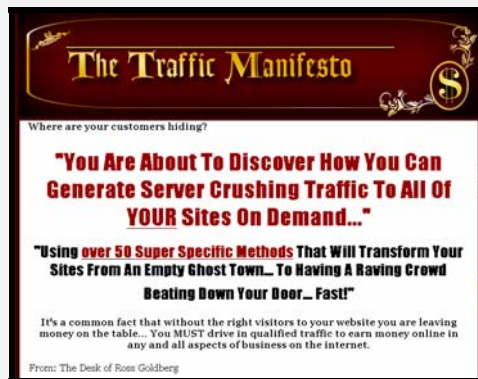 The Traffic Manifesto
$
Where are your customers hiding?
"You Are About To Discover How You Can
Generate Server Crushing Traffic To All Of
YOUR Sites On Demand..."
"Using over 50 Super Specific Methods That Will Transform Your
Sites From An Empty Ghost Town... To Having A Raving Crowd
Beating Down Your Door... Fast!"
It's a common fact that without the right visitors to your website you are leaving
money on the table... You MUST drive in qualified traffic to earn money online in
any and all aspects of business on the internet.
From: The Desk of Ross Goldberg